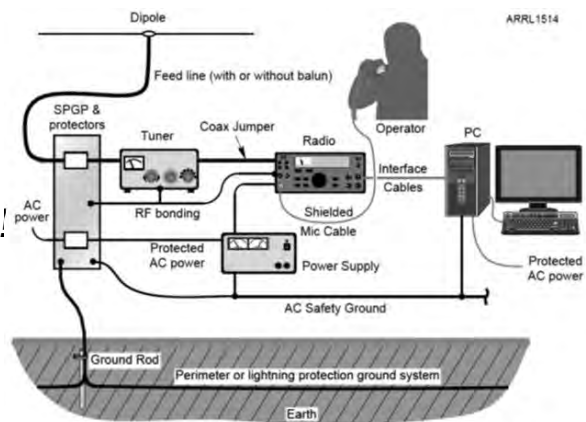 Dipole
ARRL1514
Feed line (with or without balun)
SPGP &
protectors
Tuner
Coax Jumper
Radio
Operator
PC
Interface
Cables
AC
power
RF bonding
Shielded
Mic Cable
Protected
AC power
Power Supply
Protected
AC power
AC Safety Ground
Ground Rod
Perimeter or lightning protection ground system
Earth